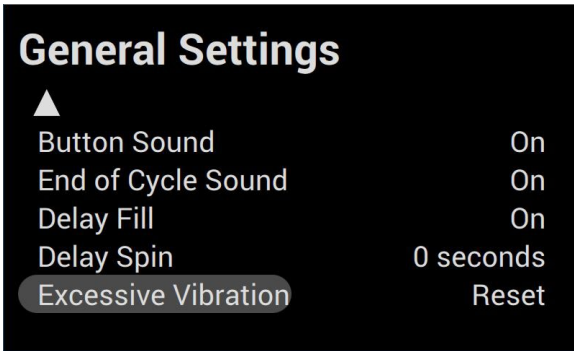 General Settings
Button Sound On
End of Cycle Sound On
Delay Fill On
Delay Spin 0 seconds
Excessive Vibration Reset